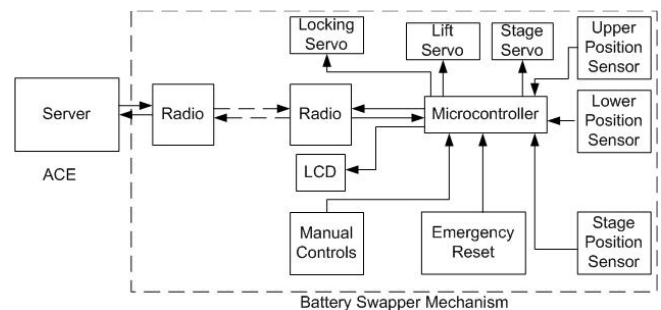 Locking
Servo
Lift
Servo
Stage
Servo
Upper
Position
Sensor
Server
Radio
Radio
Microcontroller
Lower
Position
Sensor
ACE
LCD
Manual
Controls
Emergency
Reset
Stage
Position
Sensor
Battery Swapper Mechanism